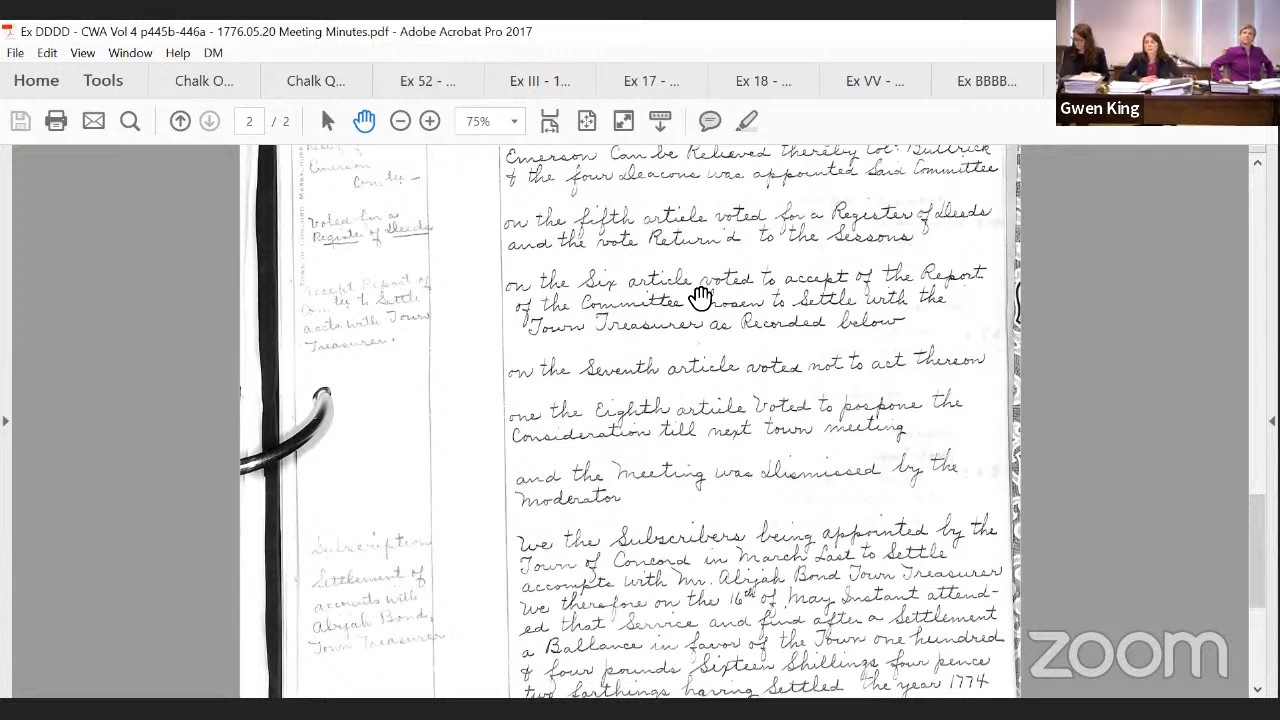 Ex DDDD - CWA Vol 4 p445b-446a - 1776.05.20 Meeting Minutes.pdf - Adobe Acrobat Pro 2017
File Edit View Window Help DM
Home Tools Chalk O... Chalk Q... Ex 52 - ... Ex III - 1... Ex 17 - ... Ex 18 - ... Ex VV - ... Ex BBBB...
2 / 2 75%
Gwen King
Emerson Can be Relieved thereby Col: Buttrick
& the four Deacons was appointed Said Committee
on the fifth article voted for a Register of Deeds
and the vote Return'd to the Sessons
on the Six article voted to accept of the Report
of the Committee Chosen to Settle with the
Town Treasurer as Recorded below
on the Seventh article voted not to act thereon
one the Eighth article Voted to pospone the
Consideration till next town meeting
and the Meeting was Dismissed by the
Moderator
We the Subscribers being appointed by the
Town of Concord in March Last to Settle
accompts with Mr. Abijah Bond Town Treasurer
We therefore on the 16th of May Instant attend-
ed that Service and find after a Settlement
a Ballance in favor of the Town one hundred
& four pounds Sixteen Shillings four pence
two farthings having Settled the year 1774
Emerson
Comtee -
Voted for a
Register of Deeds
accept Report of
Comtee to Settle
accts with Town
Treasurer.
Subscription
Settlement of
accounts with
Abijah Bond,
Town Treasurer
zoom